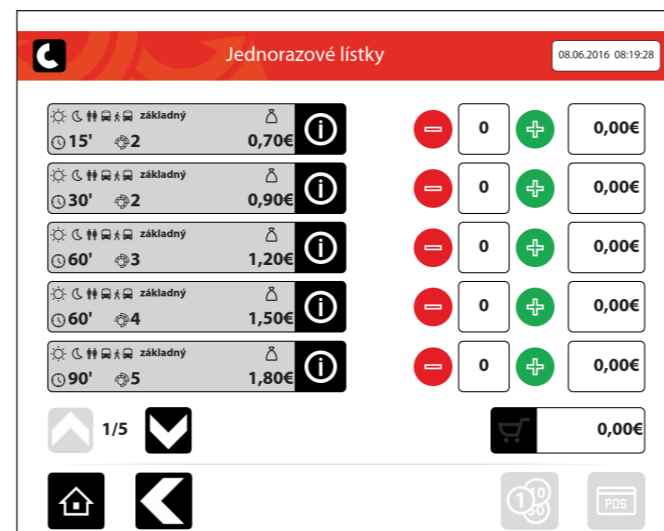 Jednorazové lístky
08.06.2016 08:19:28
základný
15' 2 0,70€ 0 0,00€
základný
30' 2 0,90€ 0 0,00€
základný
60' 3 1,20€ 0 0,00€
základný
60' 4 1,50€ 0 0,00€
základný
90' 5 1,80€ 0 0,00€
1/5 0,00€
POS